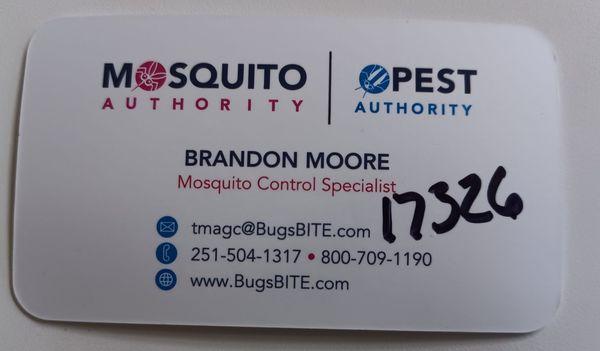 MOSQUITO
AUTHORITY
PEST
AUTHORITY
BRANDON MOORE
Mosquito Control Specialist
17326
tmagc@BugsBITE.com
251-504-1317 • 800-709-1190
www.BugsBITE.com